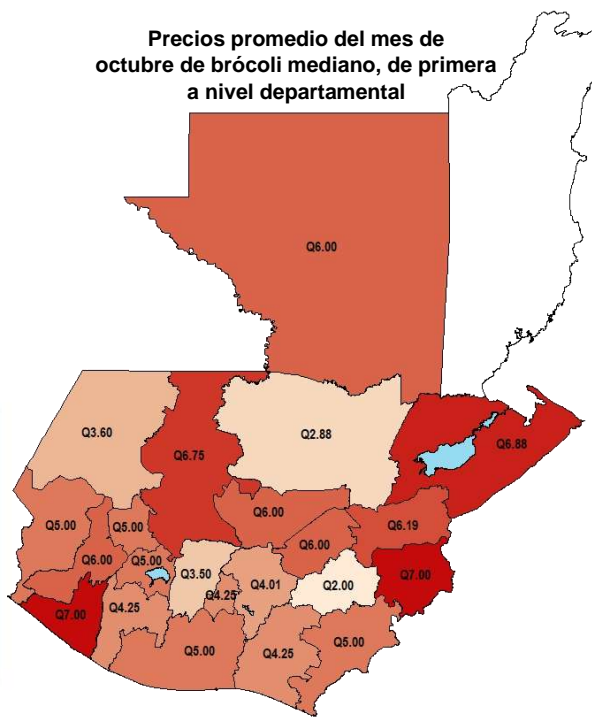 Precios promedio del mes de
octubre de brócoli mediano, de primera
a nivel departamental
Q6.00
Q3.60
Q6.75
Q2.88
Q6.88
Q5.00
Q5.00
Q6.00
Q6.19
Q6.00
Q5.00
Q6.00
Q3.50
Q4.25
Q4.01
Q2.00
Q7.00
Q7.00
Q4.25
Q5.00
Q4.25
Q5.00